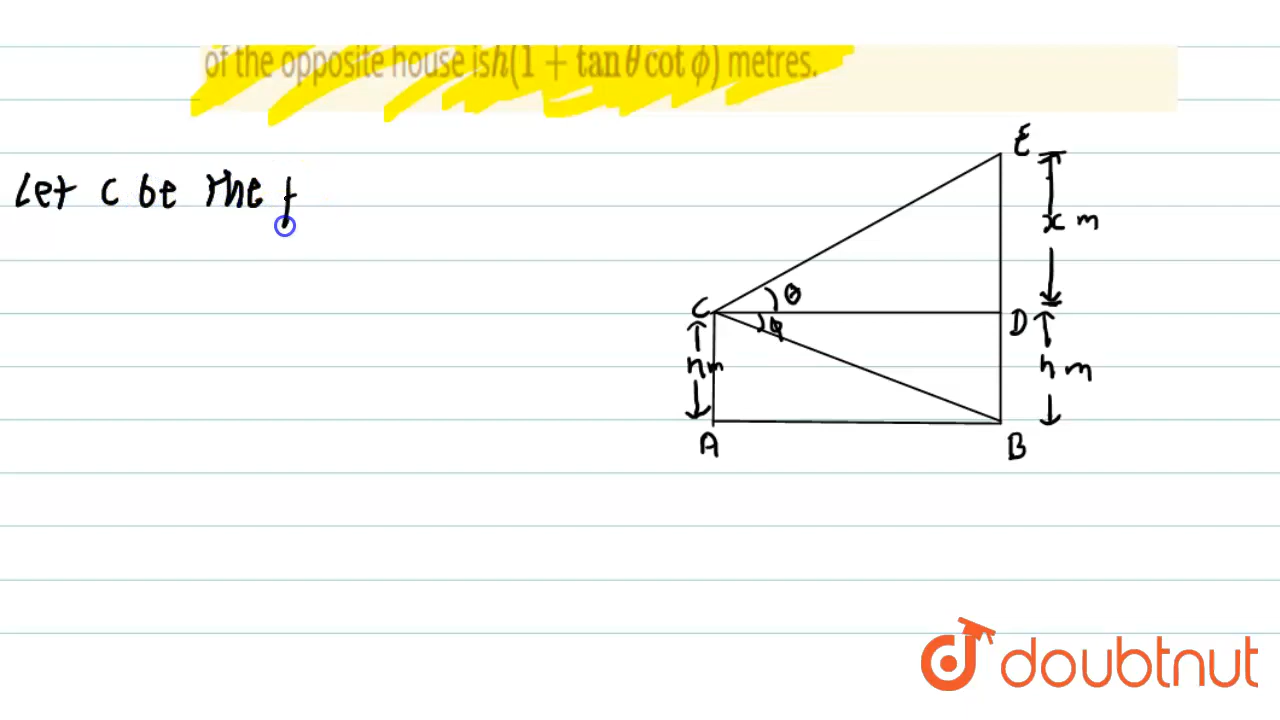 of the opposite house is h(1 + tan θ cot ϕ) metres.
Let C be the f
E
x m
θ
C
D
ϕ
h m
h m
A
B
doubtnut